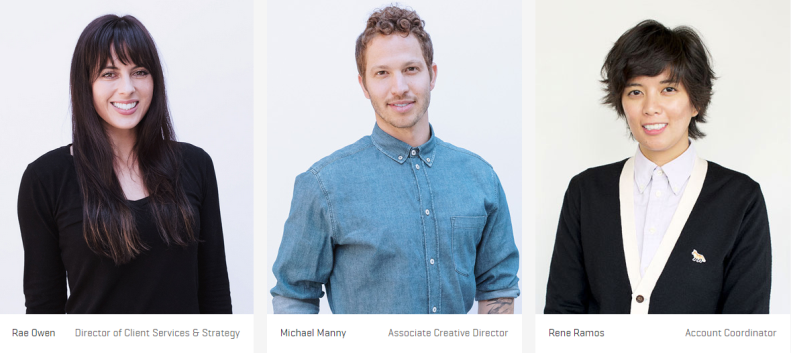 Rae Owen Director of Client Services & Strategy
Michael Manny Associate Creative Director
Rene Ramos Account Coordinator